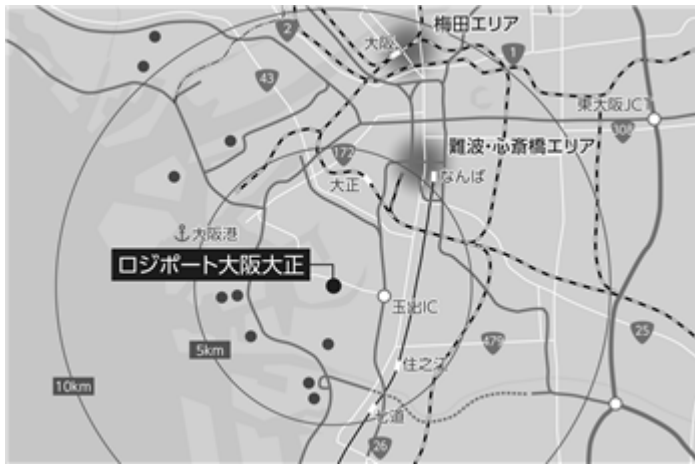 2
梅田エリア
大阪
1
43
東大阪JCT
308
172
難波・心斎橋エリア
大正
なんば
大阪港
ロジポート大阪大正
玉出IC
25
5km
479
住之江
10km
七道
26